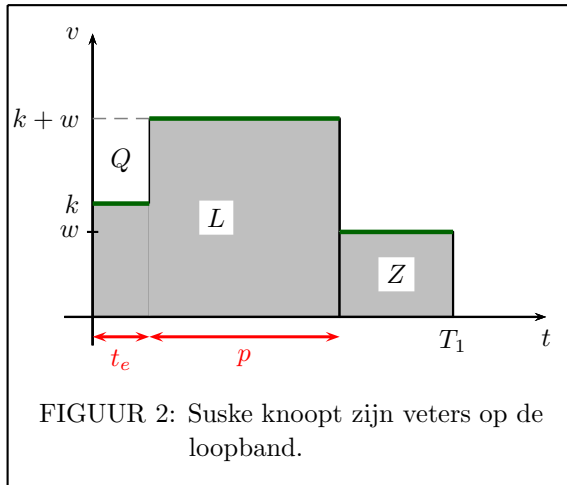 v
k + w
Q
k
L
w
Z
T₁
t
tₑ
p
FIGUUR 2: Suske knoopt zijn veters op de
loopband.